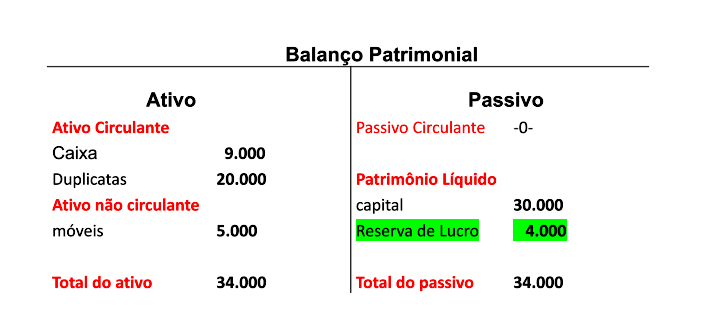 Balanço Patrimonial
Ativo Passivo
Ativo Circulante Passivo Circulante -0-
Caixa 9.000
Duplicatas 20.000 Patrimônio Líquido
Ativo não circulante capital 30.000
móveis 5.000 Reserva de Lucro 4.000
Total do ativo 34.000 Total do passivo 34.000